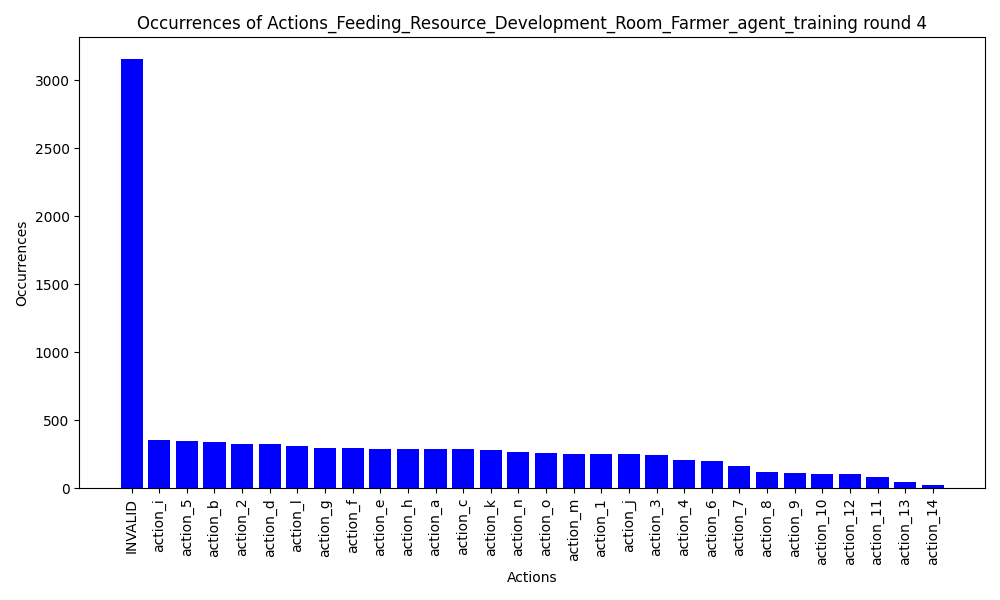 Occurrences of Actions_Feeding_Resource_Development_Room_Farmer_agent_training round 4
Occurrences
3000
2500
2000
1500
1000
500
0
INVALID
action_i
action_5
action_b
action_2
action_d
action_l
action_g
action_f
action_e
action_h
action_a
action_c
action_k
action_n
action_o
action_m
action_1
action_j
action_3
action_4
action_6
action_7
action_8
action_9
action_10
action_12
action_11
action_13
action_14
Actions